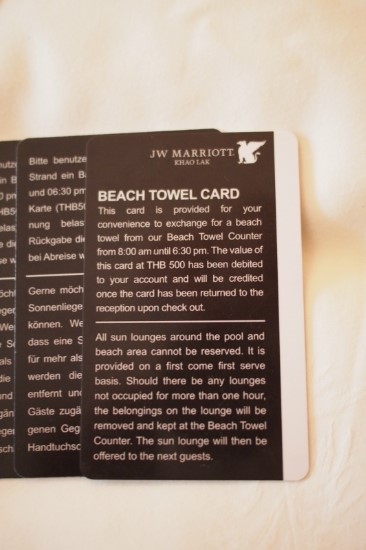 JW MARRIOTT
KHAO LAK
BEACH TOWEL CARD
This card is provided for your
convenience to exchange for a beach
towel from our Beach Towel Counter
from 8:00 am until 6:30 pm. The value of
this card at THB 500 has been debited
to your account and will be credited
once the card has been returned to the
reception upon check out.
All sun lounges around the pool and
beach area cannot be reserved. It is
provided on a first come first serve
basis. Should there be any lounges
not occupied for more than one hour,
the belongings on the lounge will be
removed and kept at the Beach Towel
Counter. The sun lounge will then be
offered to the next guests.
Bitte benutze
Strand ein Ba
und 06:30 pm
Karte (THB50
nung belas
Rückgabe die
bei Abreise w
Gerne möch
Sonnenliege
können. We
dass eine S
für mehr als
werden die
entfernt und
Gäste zugä
genen Geg
Handtuchsc